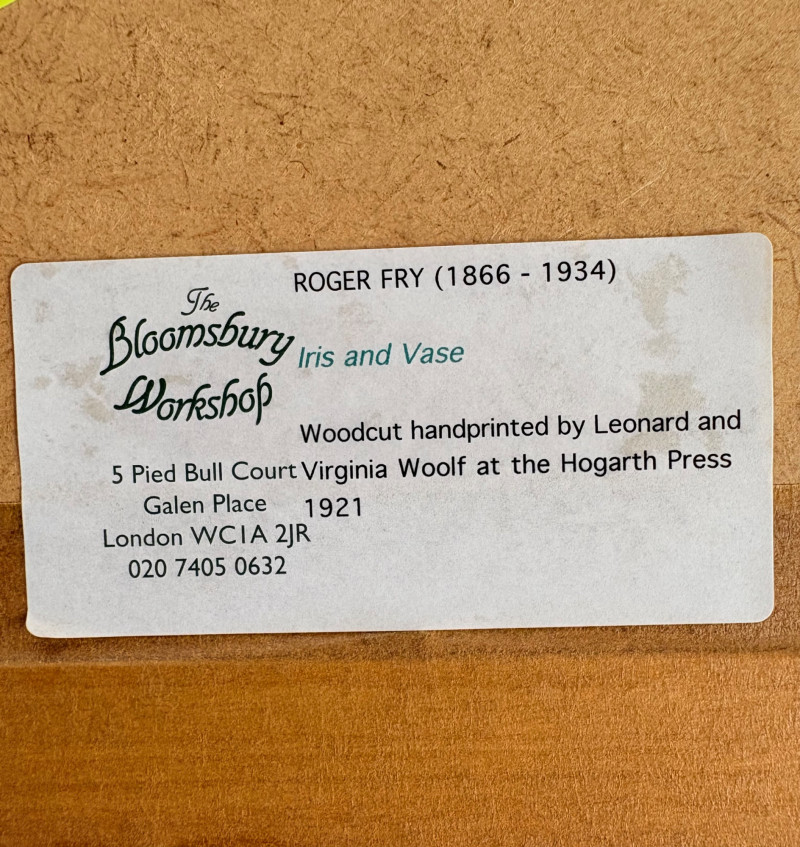 The
Bloomsbury
Workshop
5 Pied Bull Court
Galen Place
London WC1A 2JR
020 7405 0632
ROGER FRY (1866 - 1934)
Iris and Vase
Woodcut handprinted by Leonard and
Virginia Woolf at the Hogarth Press
1921